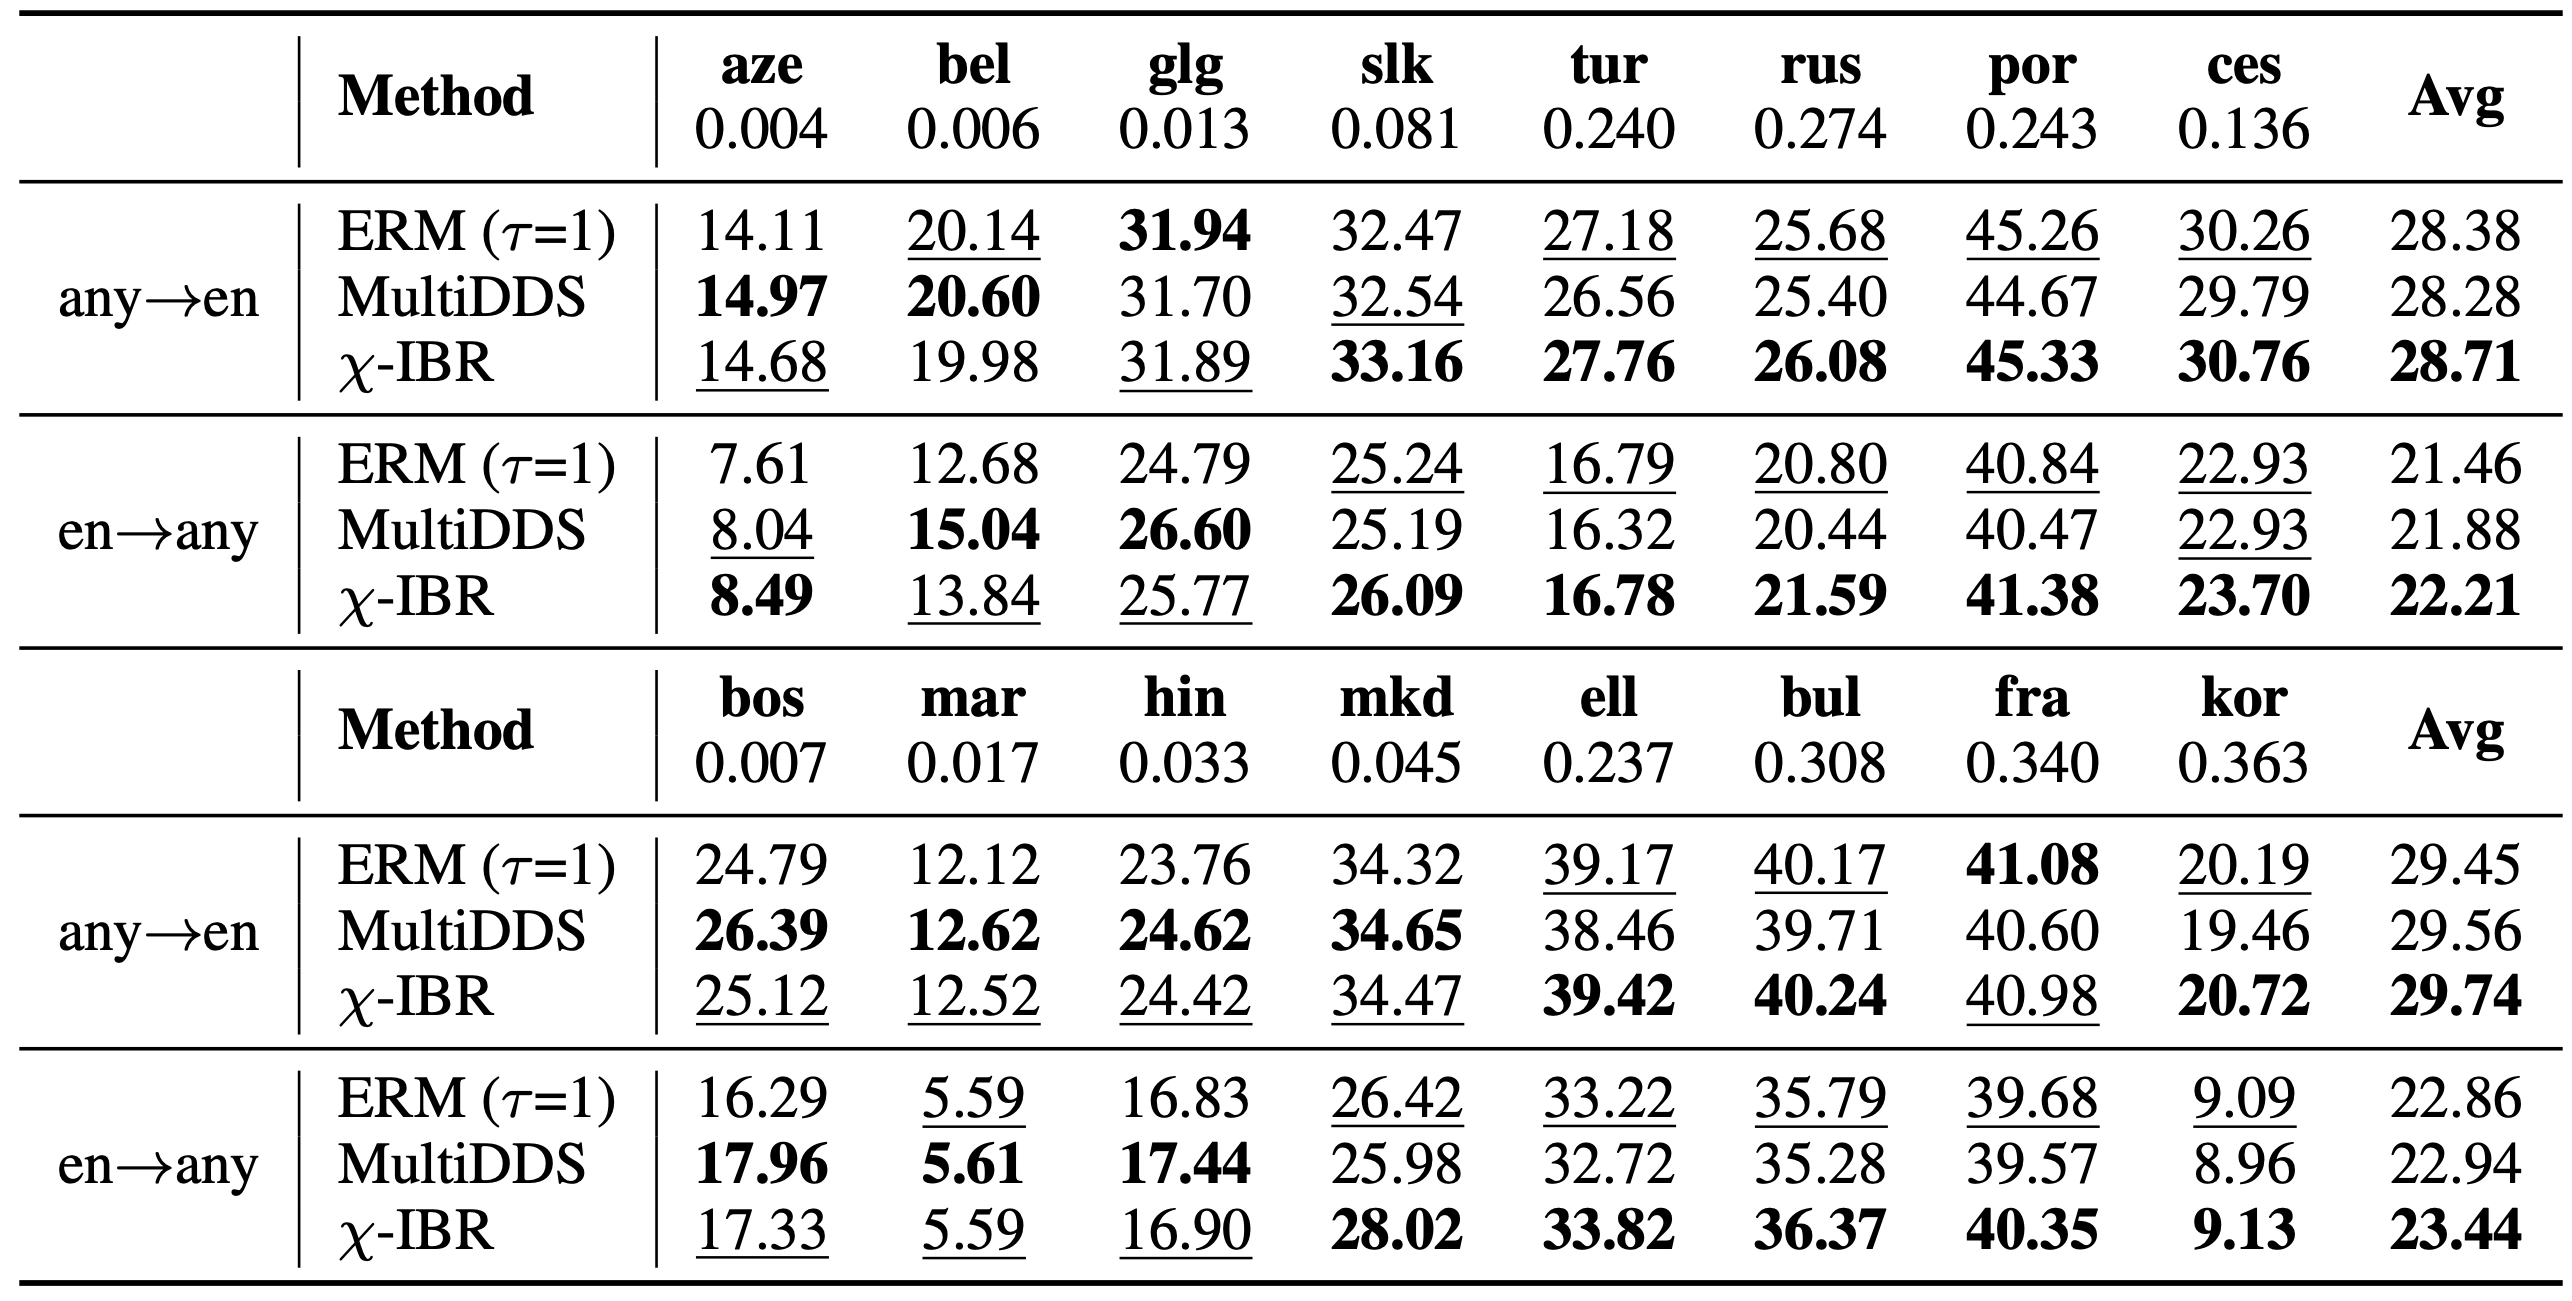 Method aze bel glg slk tur rus por ces Avg
0.004 0.006 0.013 0.081 0.240 0.274 0.243 0.136
ERM (τ=1) 14.11 20.14 31.94 32.47 27.18 25.68 45.26 30.26 28.38
any→en MultiDDS 14.97 20.60 31.70 32.54 26.56 25.40 44.67 29.79 28.28
χ-IBR 14.68 19.98 31.89 33.16 27.76 26.08 45.33 30.76 28.71
ERM (τ=1) 7.61 12.68 24.79 25.24 16.79 20.80 40.84 22.93 21.46
en→any MultiDDS 8.04 15.04 26.60 25.19 16.32 20.44 40.47 22.93 21.88
χ-IBR 8.49 13.84 25.77 26.09 16.78 21.59 41.38 23.70 22.21
Method bos mar hin mkd ell bul fra kor Avg
0.007 0.017 0.033 0.045 0.237 0.308 0.340 0.363
ERM (τ=1) 24.79 12.12 23.76 34.32 39.17 40.17 41.08 20.19 29.45
any→en MultiDDS 26.39 12.62 24.62 34.65 38.46 39.71 40.60 19.46 29.56
χ-IBR 25.12 12.52 24.42 34.47 39.42 40.24 40.98 20.72 29.74
ERM (τ=1) 16.29 5.59 16.83 26.42 33.22 35.79 39.68 9.09 22.86
en→any MultiDDS 17.96 5.61 17.44 25.98 32.72 35.28 39.57 8.96 22.94
χ-IBR 17.33 5.59 16.90 28.02 33.82 36.37 40.35 9.13 23.44